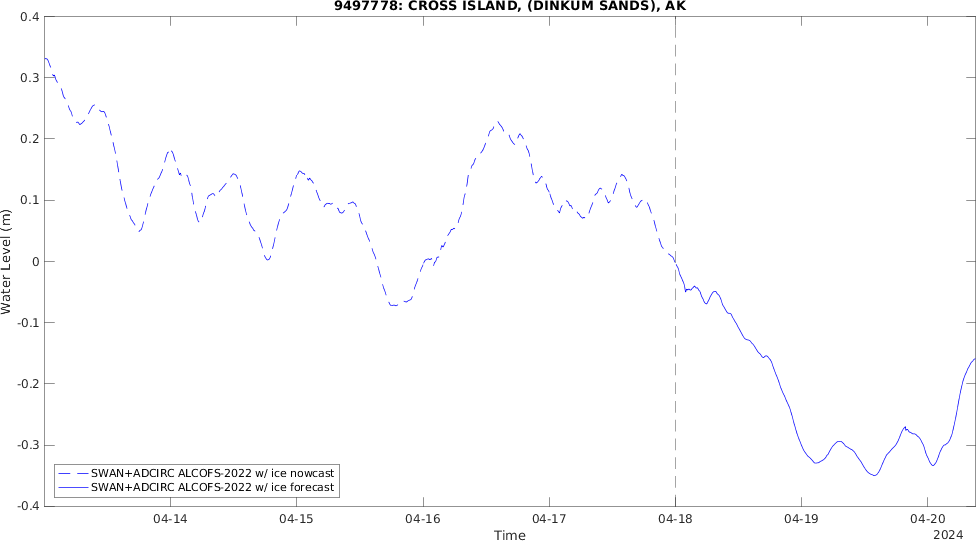 9497778: CROSS ISLAND, (DINKUM SANDS), AK
0.4
0.3
0.2
0.1
0
-0.1
-0.2
-0.3
-0.4
Water Level (m)
SWAN+ADCIRC ALCOFS-2022 w/ ice nowcast
SWAN+ADCIRC ALCOFS-2022 w/ ice forecast
04-14 04-15 04-16 04-17 04-18 04-19 04-20
Time
2024